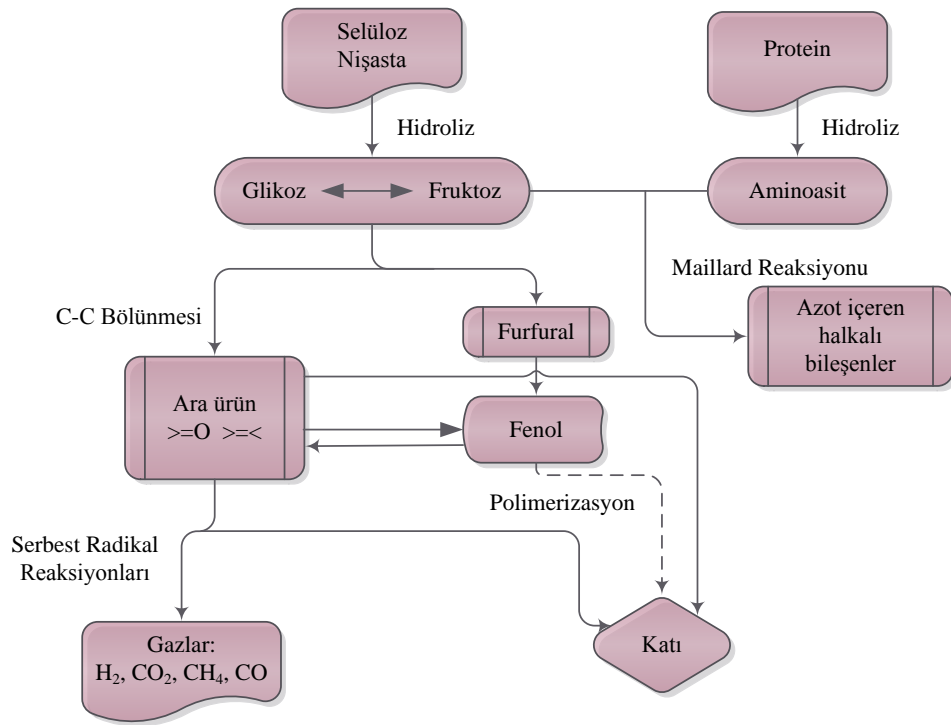 Selüloz
Nişasta
Protein
Hidroliz
Hidroliz
Glikoz
Fruktoz
Aminoasit
Maillard Reaksiyonu
C-C Bölünmesi
Furfural
Azot içeren
halkalı
bileşenler
Ara ürün
>=O >=<
Fenol
Polimerizasyon
Serbest Radikal
Reaksiyonları
Gazlar:
H₂, CO₂, CH₄, CO
Katı